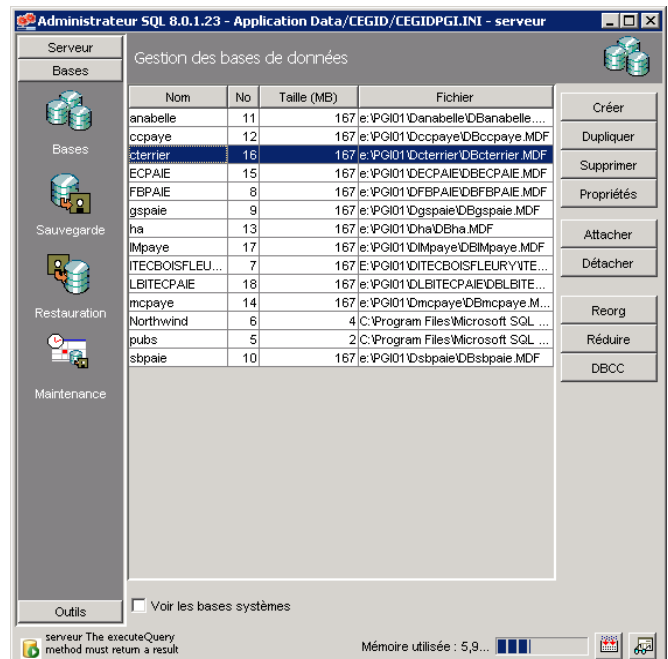 Administrateur SQL 8.0.1.23 - Application Data/CEGID/CEGIDPGI.INI - serveur
Serveur
Bases
Gestion des bases de données
Bases
Sauvegarde
Restauration
Maintenance
Outils
Nom No Taille (MB) Fichier
anabelle 11 167 e:\PGI01\Danabelle\DBanabelle....
ccpaye 12 167 e:\PGI01\Dccpaye\DBccpaye.MDF
cterrier 16 167 e:\PGI01\Dcterrier\DBcterrier.MDF
ECPAIE 15 167 e:\PGI01\DECPAIE\DBECPAIE.MDF
FBPAIE 8 167 e:\PGI01\DFBPAIE\DBFBPAIE.MDF
gspaie 9 167 e:\PGI01\Dgspaie\DBgspaie.MDF
ha 13 167 e:\PGI01\Dha\DBha.MDF
IMpaye 17 167 e:\PGI01\DIMpaye\DBIMpaye.MDF
ITECBOISFLEU... 7 167 E:\PGI01\DITECBOISFLEURY\ITE...
LBITECPAIE 18 167 e:\PGI01\DLBITECPAIE\DBLBITE...
mcpaye 14 167 e:\PGI01\Dmcpaye\DBmcpaye.M...
Northwind 6 4 C:\Program Files\Microsoft SQL ...
pubs 5 2 C:\Program Files\Microsoft SQL ...
sbpaie 10 167 e:\PGI01\Dsbpaie\DBsbpaie.MDF
Créer
Dupliquer
Supprimer
Propriétés
Attacher
Détacher
Reorg
Réduire
DBCC
Voir les bases systèmes
serveur The executeQuery
method must return a result
Mémoire utilisée : 5,9...